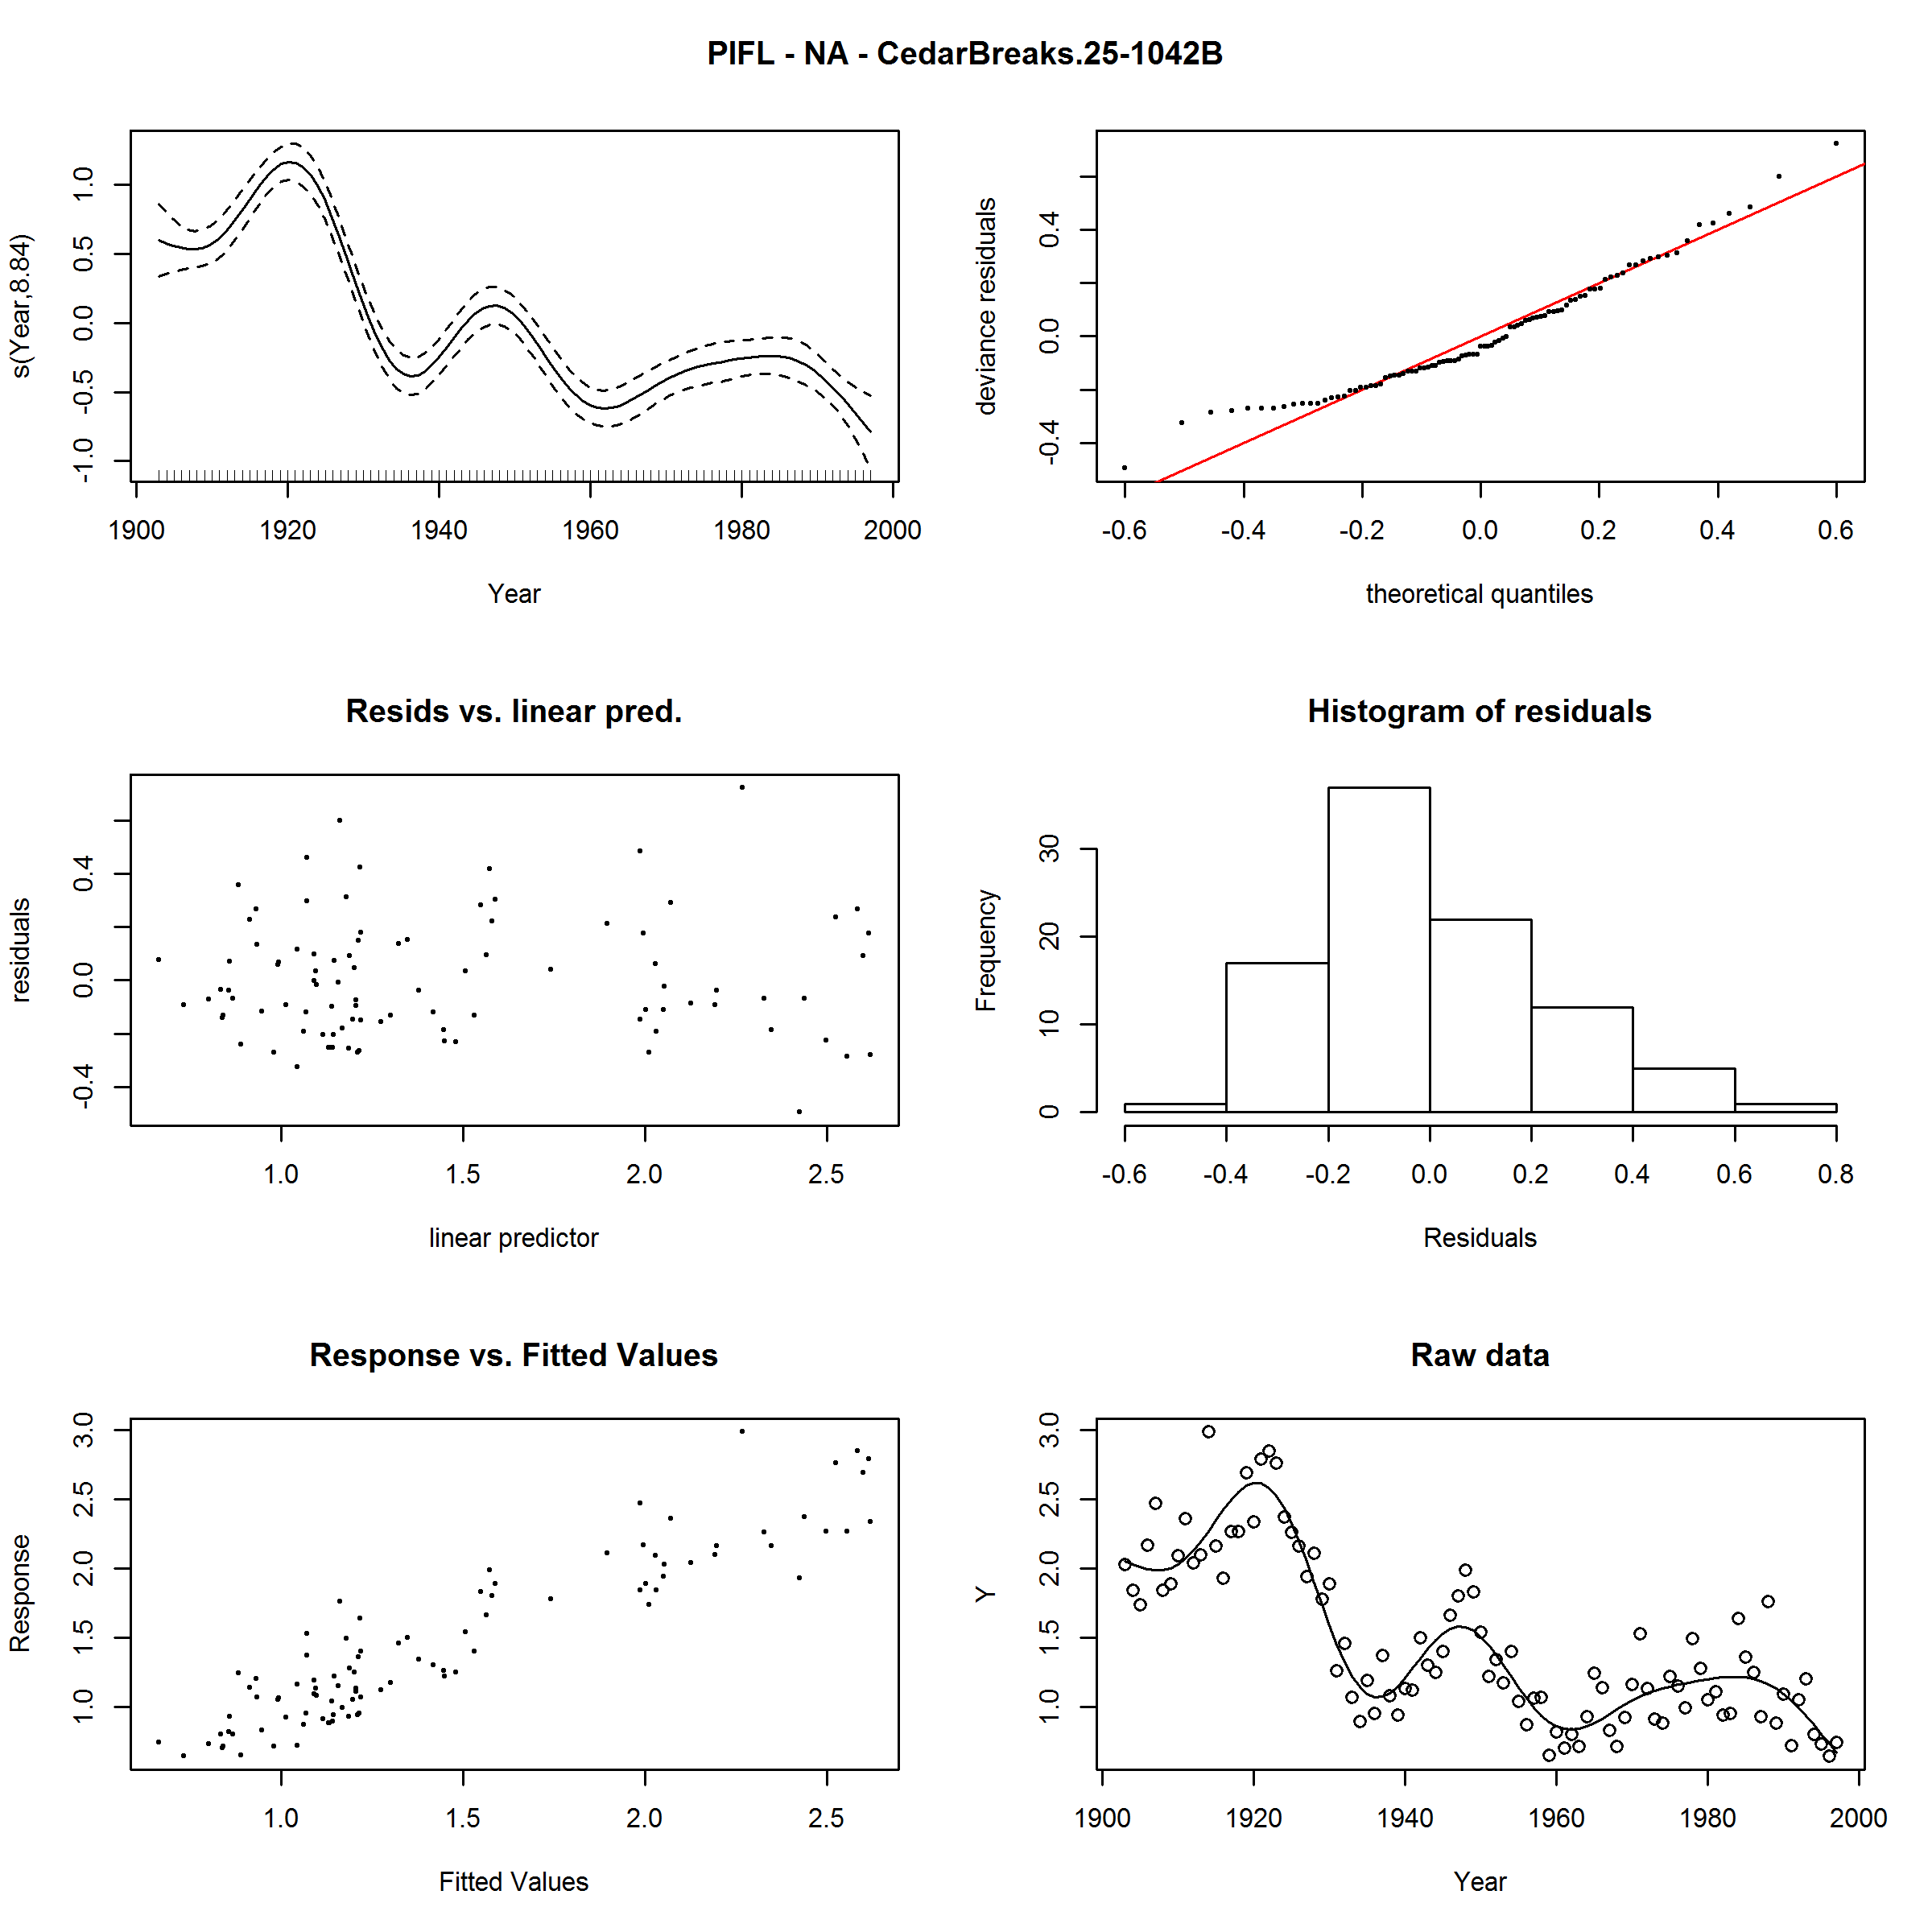 PIFL - NA - CedarBreaks.25-1042B
s(Year,8.84)
-1.0 -0.5 0.0 0.5 1.0
1900 1920 1940 1960 1980 2000
Year
deviance residuals
-0.4 0.0 0.4
-0.6 -0.4 -0.2 0.0 0.2 0.4 0.6
theoretical quantiles
Resids vs. linear pred.
residuals
-0.4 0.0 0.4
1.0 1.5 2.0 2.5
linear predictor
Histogram of residuals
Frequency
0 10 20 30
-0.6 -0.4 -0.2 0.0 0.2 0.4 0.6 0.8
Residuals
Response vs. Fitted Values
Response
1.0 1.5 2.0 2.5 3.0
1.0 1.5 2.0 2.5
Fitted Values
Raw data
Y
1.0 1.5 2.0 2.5 3.0
1900 1920 1940 1960 1980 2000
Year